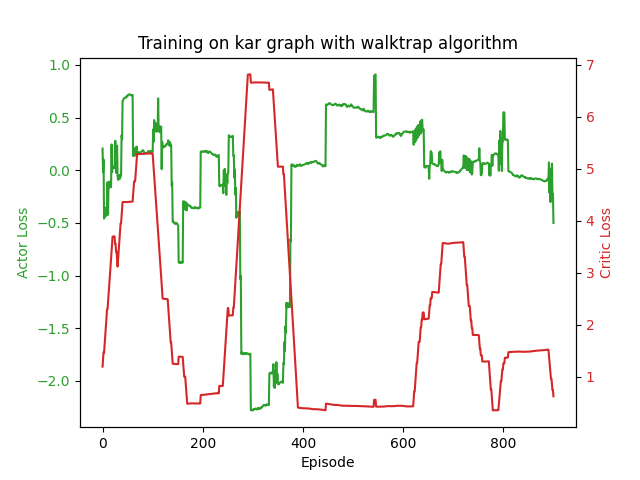 Training on kar graph with walktrap algorithm
1.0
0.5
0.0
−0.5
−1.0
−1.5
−2.0
Actor Loss
7
6
5
4
3
2
1
Critic Loss
0 200 400 600 800
Episode